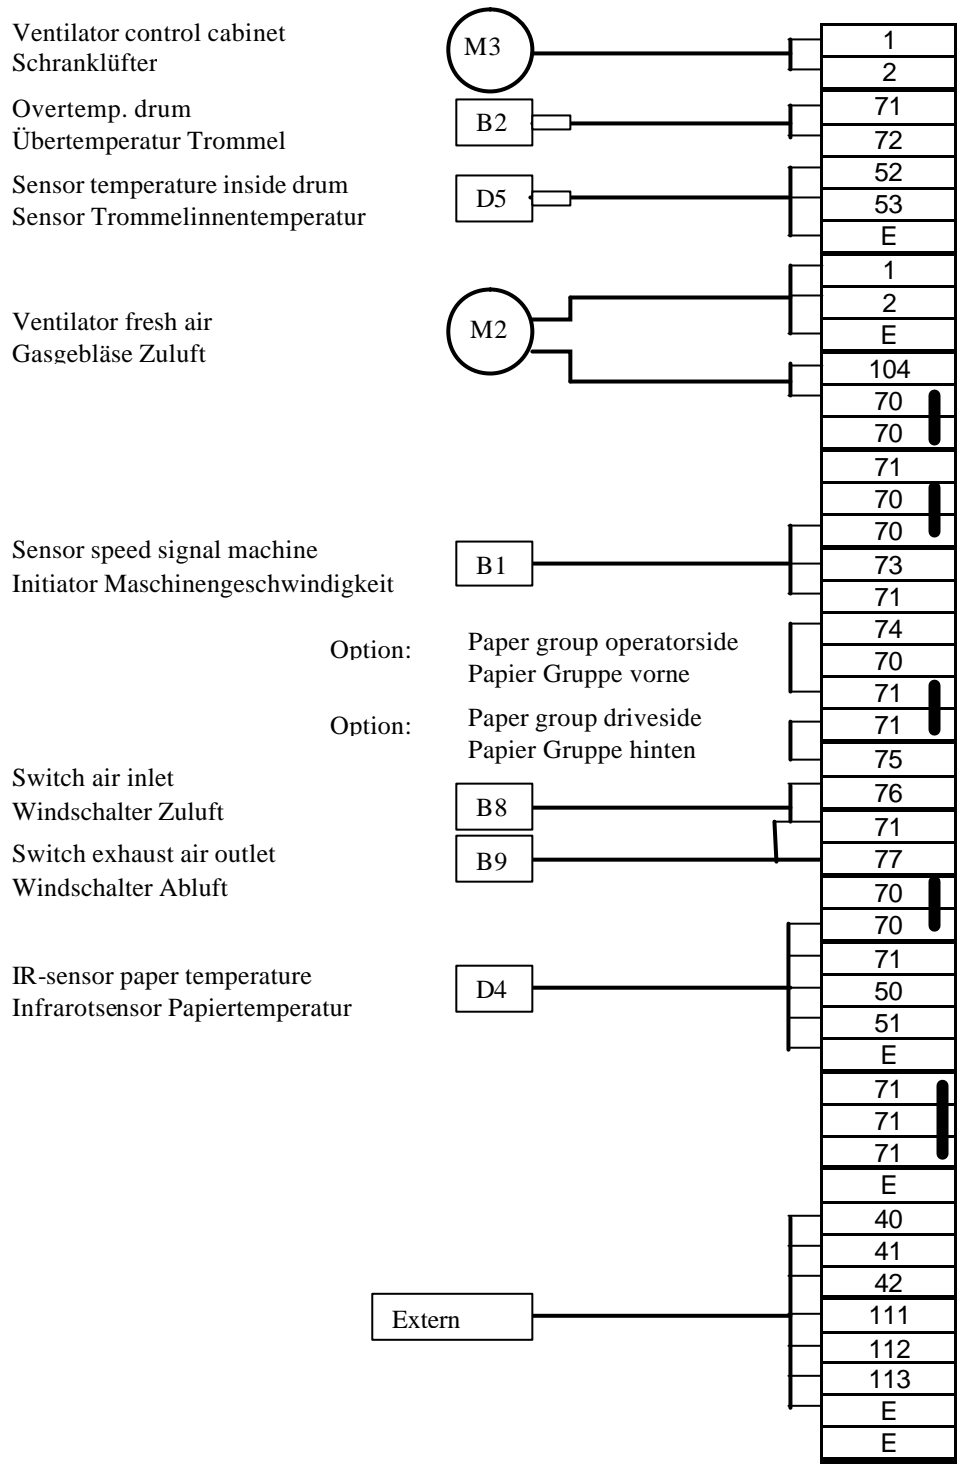 Ventilator control cabinet
Schranklüfter
M3
1
2
Overtemp. drum
Übertemperatur Trommel
B2
71
72
Sensor temperature inside drum
Sensor Trommelinnentemperatur
D5
52
53
E
Ventilator fresh air
Gasgebläse Zuluft
M2
1
2
E
104
70
70
71
70
70
Sensor speed signal machine
Initiator Maschinengeschwindigkeit
B1
73
71
Option:
Paper group operatorside
Papier Gruppe vorne
74
70
71
Option:
Paper group driveside
Papier Gruppe hinten
71
75
Switch air inlet
Windschalter Zuluft
B8
76
71
Switch exhaust air outlet
Windschalter Abluft
B9
77
70
70
IR-sensor paper temperature
Infrarotsensor Papiertemperatur
D4
71
50
51
E
71
71
71
E
40
41
42
Extern
111
112
113
E
E